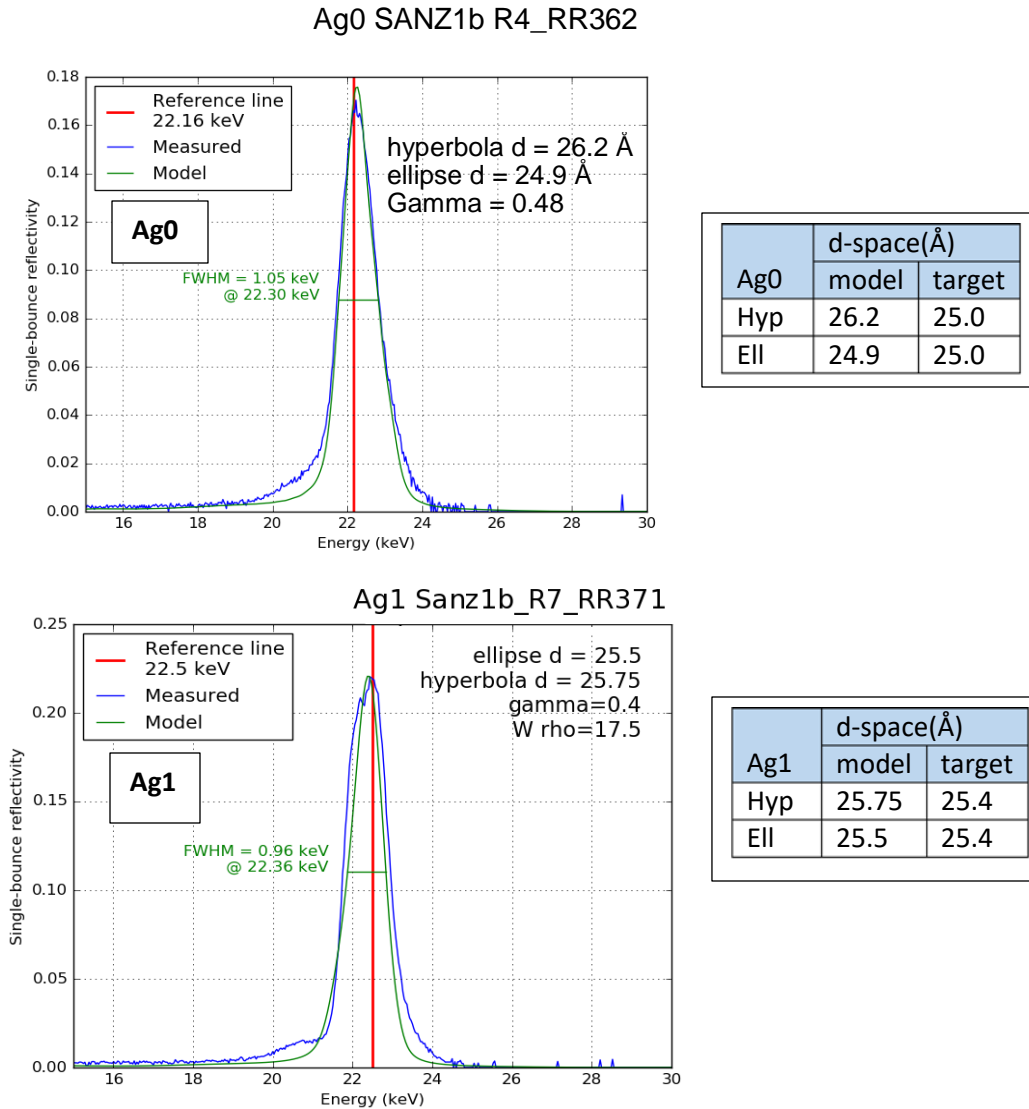 Ag0 SANZ1b R4_RR362
0.18
0.16
0.14
0.12
0.10
0.08
0.06
0.04
0.02
0.00
Single-bounce reflectivity
Reference line
22.16 keV
Measured
Model
Ag0
hyperbola d = 26.2 Å
ellipse d = 24.9 Å
Gamma = 0.48
FWHM = 1.05 keV
@ 22.30 keV
16 18 20 22 24 26 28 30
Energy (keV)
d-space(Å)
Ag0 model target
Hyp 26.2 25.0
Ell 24.9 25.0
Ag1 Sanz1b_R7_RR371
0.25
0.20
0.15
0.10
0.05
0.00
Single-bounce reflectivity
Reference line
22.5 keV
Measured
Model
Ag1
ellipse d = 25.5
hyperbola d = 25.75
gamma=0.4
W rho=17.5
FWHM = 0.96 keV
@ 22.36 keV
16 18 20 22 24 26 28 30
Energy (keV)
d-space(Å)
Ag1 model target
Hyp 25.75 25.4
Ell 25.5 25.4